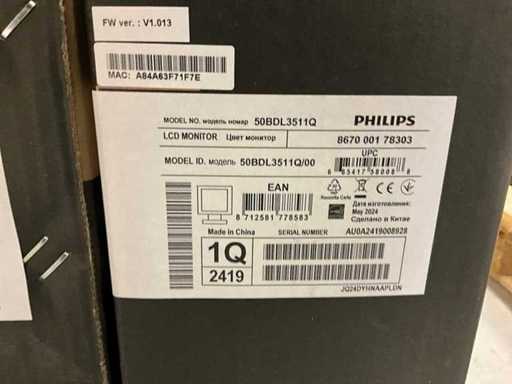 FW ver. : V1.013
MAC: A84A63F71F7E
MODEL NO. модель номар 50BDL3511Q PHILIPS
LCD MONITOR Цвет монитор 8670 001 78303
MODEL ID. модель 50BDL3511Q/00 UPC
EAN
8 712581 778583
Дата изготовления
May 2024
Made in China SERIAL NUMBER Сделано в Китае
AU0A2419008928
1Q
2419
JQ24DYHNAAPLDN